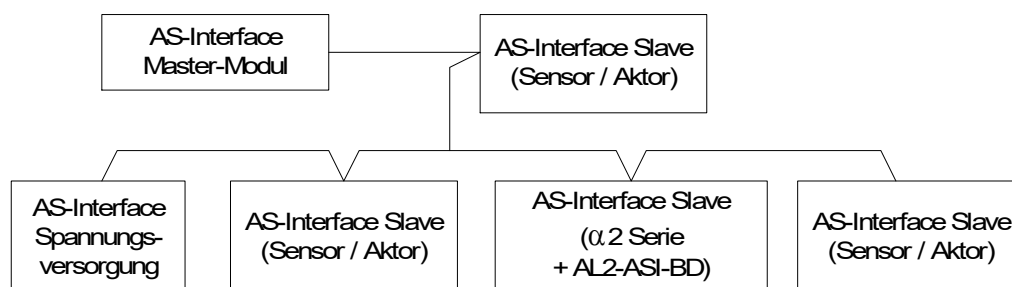 AS-Interface
Master-Modul
AS-Interface Slave
(Sensor / Aktor)
AS-Interface
Spannungs-
versorgung
AS-Interface Slave
(Sensor / Aktor)
AS-Interface Slave
(α2 Serie
+ AL2-ASI-BD)
AS-Interface Slave
(Sensor / Aktor)